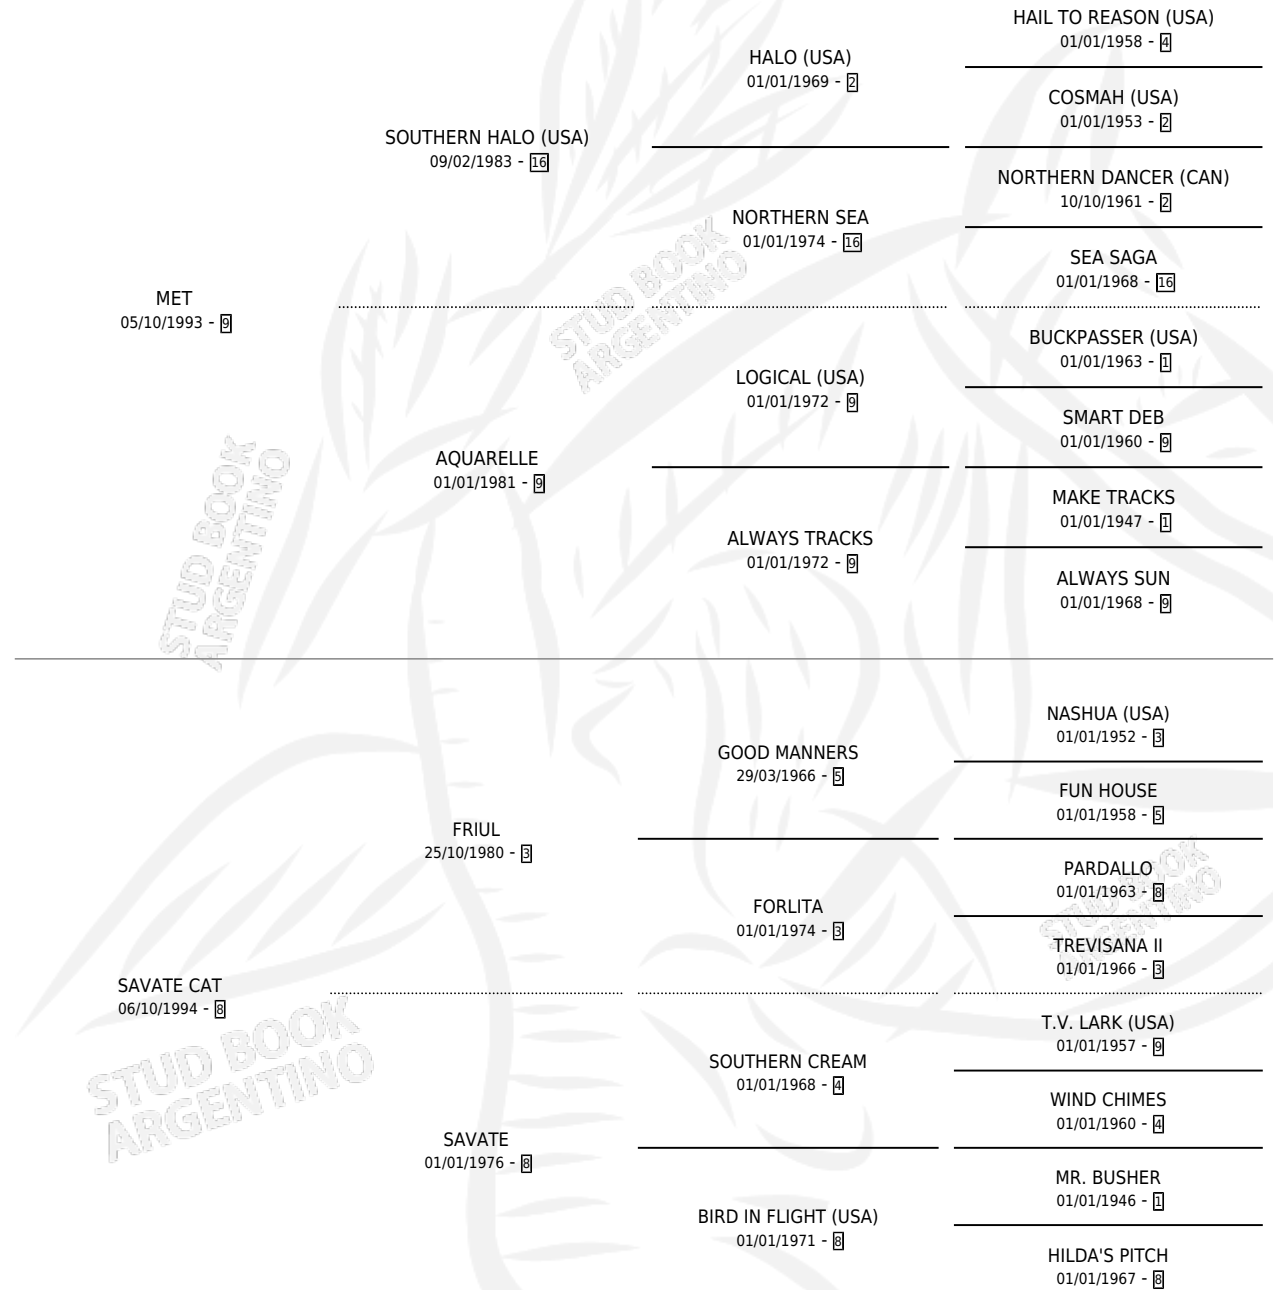 HAIL TO REASON (USA)
01/01/1958 - 4
HALO (USA)
01/01/1969 - 2
COSMAH (USA)
01/01/1953 - 2
SOUTHERN HALO (USA)
09/02/1983 - 16
NORTHERN DANCER (CAN)
10/10/1961 - 2
NORTHERN SEA
01/01/1974 - 16
SEA SAGA
01/01/1968 - 16
MET
05/10/1993 - 9
STUD BOOK
ARGENTINO
BUCKPASSER (USA)
01/01/1963 - 1
LOGICAL (USA)
01/01/1972 - 9
SMART DEB
01/01/1960 - 9
AQUARELLE
01/01/1981 - 9
MAKE TRACKS
01/01/1947 - 1
ALWAYS TRACKS
01/01/1972 - 9
ALWAYS SUN
01/01/1968 - 9
STUD BOOK
ARGENTINO
NASHUA (USA)
01/01/1952 - 3
GOOD MANNERS
29/03/1966 - 5
FUN HOUSE
01/01/1958 - 5
FRIUL
25/10/1980 - 3
PARDALLO
01/01/1963 - 8
FORLITA
01/01/1974 - 3
TREVISANA II
01/01/1966 - 3
STUD BOOK
ARGENTINO
SAVATE CAT
06/10/1994 - 8
STUD BOOK
ARGENTINO
T.V. LARK (USA)
01/01/1957 - 9
SOUTHERN CREAM
01/01/1968 - 4
WIND CHIMES
01/01/1960 - 4
SAVATE
01/01/1976 - 8
MR. BUSHER
01/01/1946 - 1
BIRD IN FLIGHT (USA)
01/01/1971 - 8
HILDA'S PITCH
01/01/1967 - 8